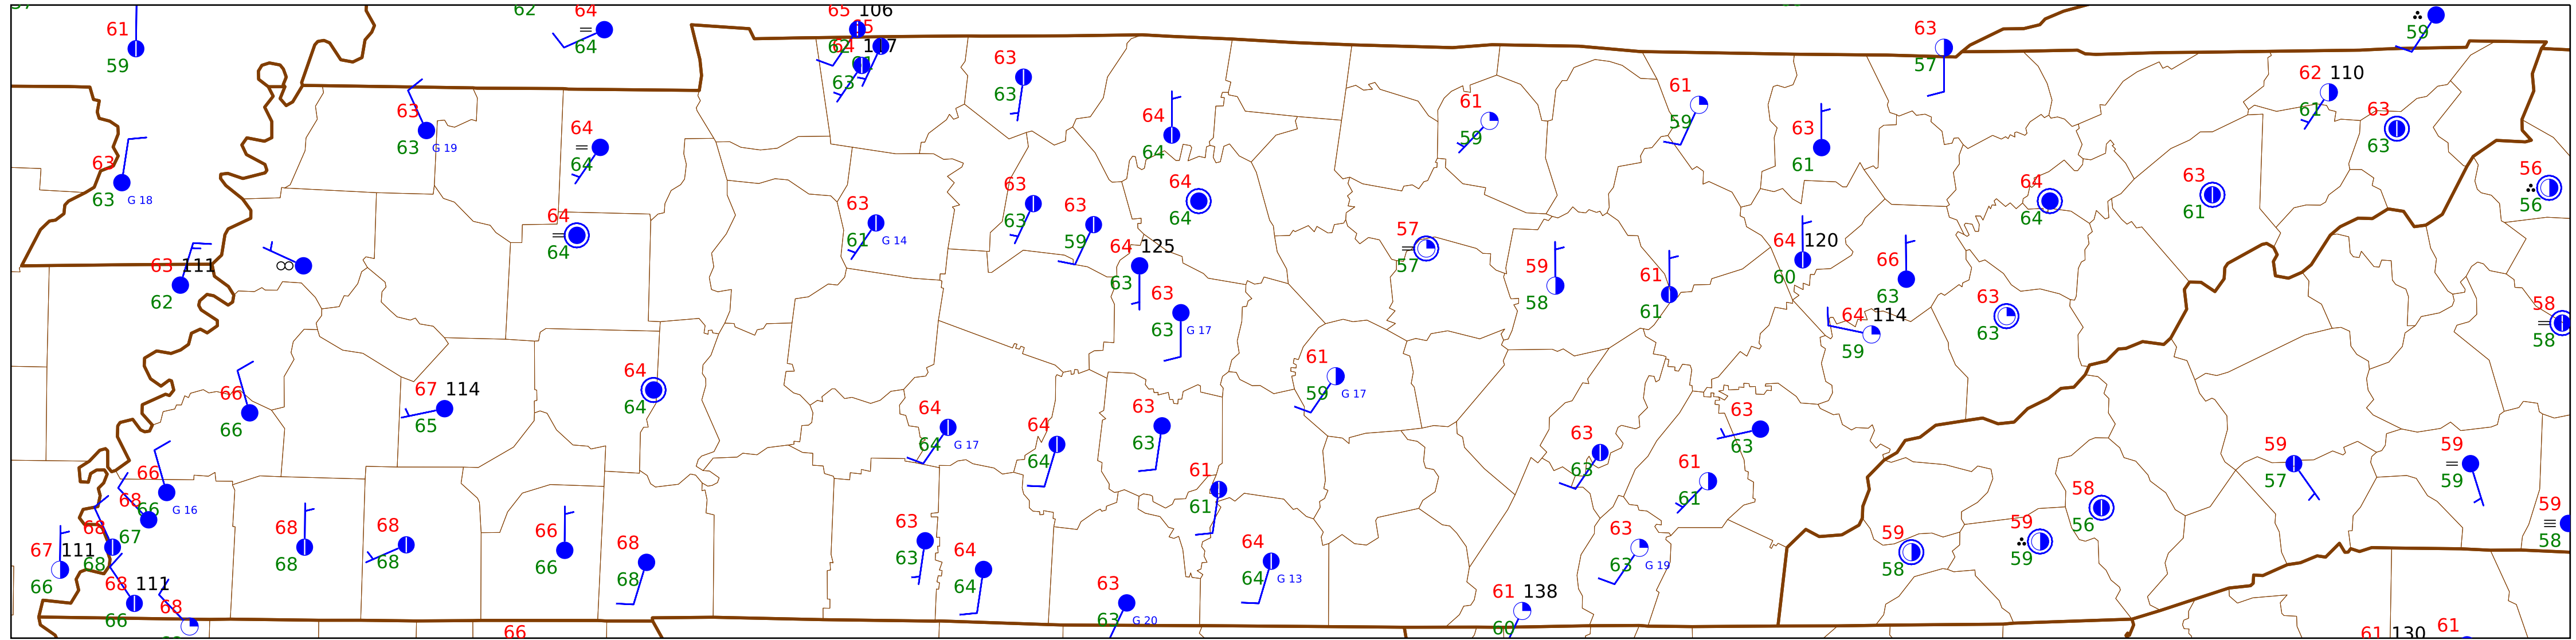 62 64 65 106
61 = 63 59
59 64 64 117
63 57
63 61 61 62 110
63 G 19 64 = 64 63 63 64 59 59 63 61 63
63 64 61 63
63 G 18 63 63 64 64 63 56
64 = 64 63 61 G 14 63 63 59 64 57 = 57 64 61 56
63 111 62 ∞ 64 125 63 59 58 61 61 64 120 60 66 63
63 63 G 17 64 114 59 63 63 58 = 58
66 66 67 114 65 64 64 61 59 G 17
64 64 G 17 64 64 63 63 63 63 63 63 59 57 59 = 59
66 66 G 16 61 61 61 61 58 56
68 67 68 68 68 68 68 68 66 66 63 63 63 63 G 19 59 59 59 ≡ 58
67 111 66 68 68 64 64 64 64 G 13 59 58
68 111 66 68 63 63 G 20 61 138 60
66 61 130 61